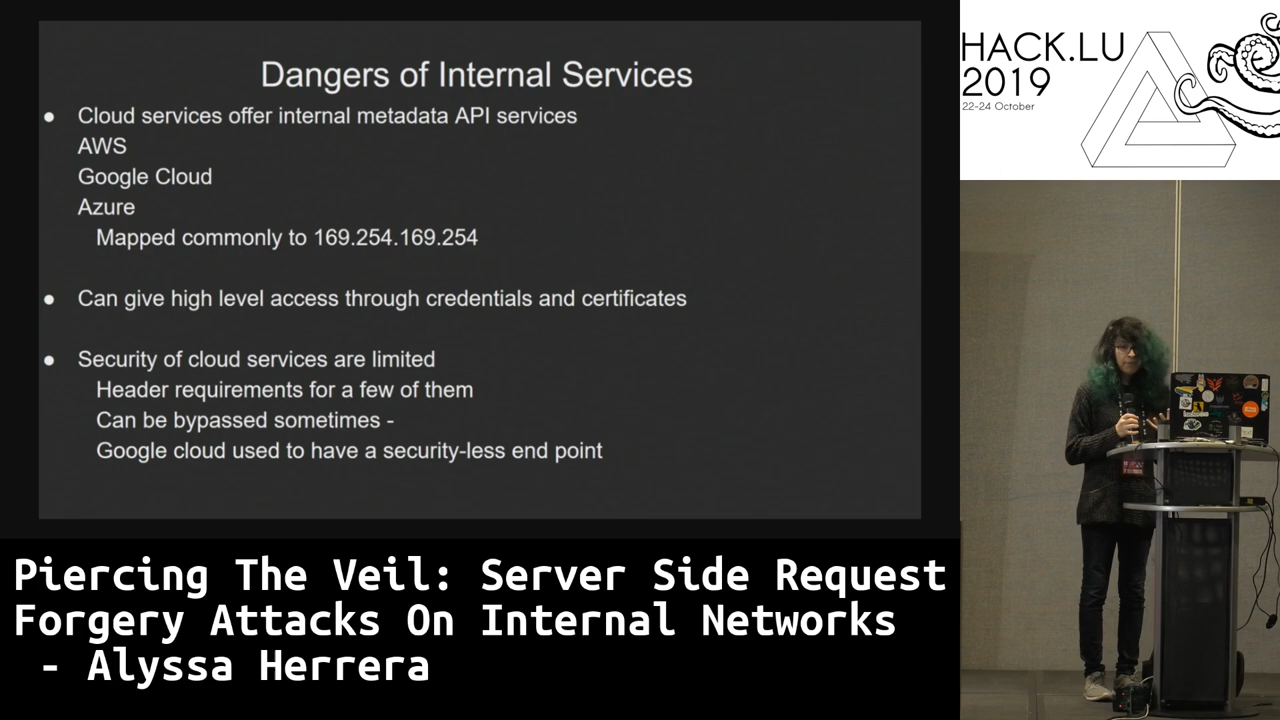 Dangers of Internal Services
● Cloud services offer internal metadata API services
AWS
Google Cloud
Azure
Mapped commonly to 169.254.169.254
● Can give high level access through credentials and certificates
● Security of cloud services are limited
Header requirements for a few of them
Can be bypassed sometimes -
Google cloud used to have a security-less end point
HACK.LU
2019
22-24 October
Piercing The Veil: Server Side Request
Forgery Attacks On Internal Networks
- Alyssa Herrera